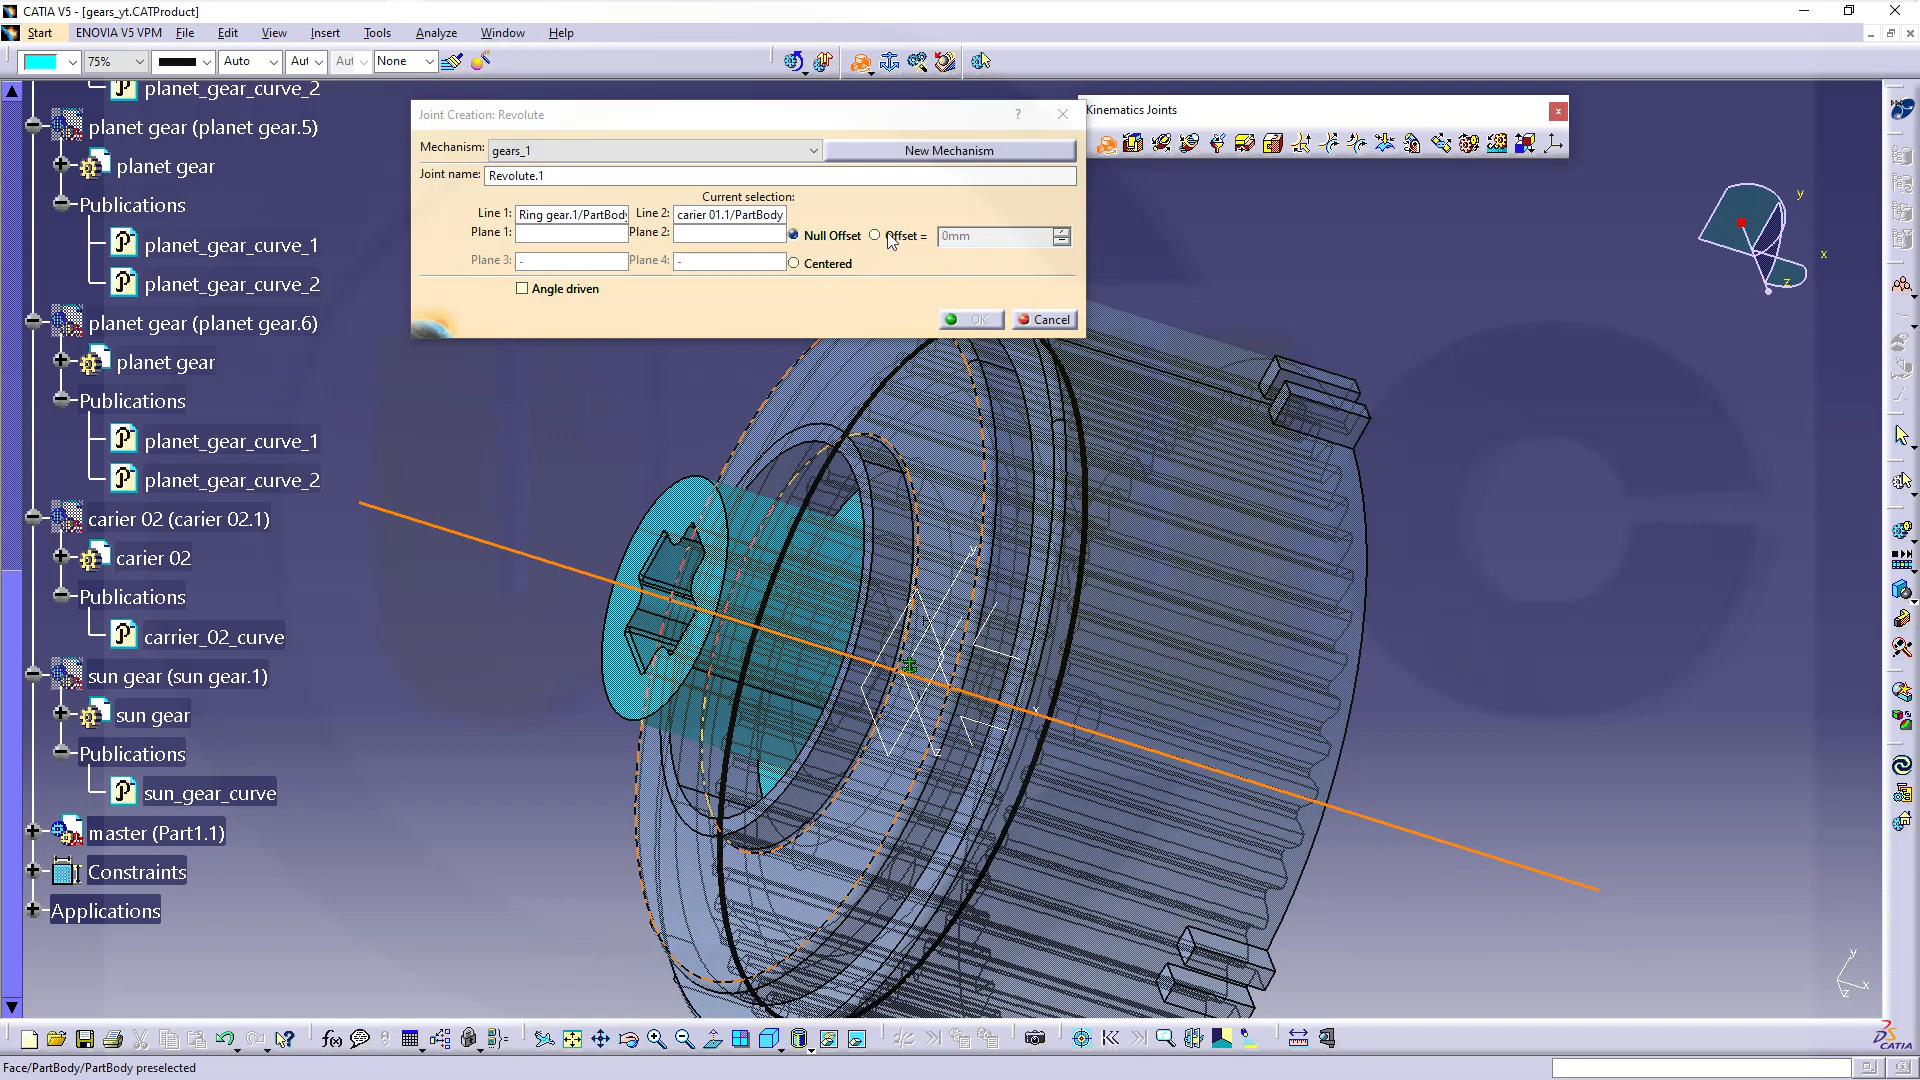 CATIA V5 - [gears_yt.CATProduct]
Start ENOVIA V5 VPM File Edit View Insert Tools Analyze Window Help
75% Auto Aut Aut None
planet_gear_curve_2
planet gear (planet gear.5)
planet gear
Publications
planet_gear_curve_1
planet_gear_curve_2
planet gear (planet gear.6)
planet gear
Publications
planet_gear_curve_1
planet_gear_curve_2
carier 02 (carier 02.1)
carier 02
Publications
carrier_02_curve
sun gear (sun gear.1)
sun gear
Publications
sun_gear_curve
master (Part1.1)
Constraints
Applications
Joint Creation: Revolute
?
Mechanism: gears_1 New Mechanism
Joint name: Revolute.1
Current selection:
Line 1: Ring gear.1/PartBody Line 2: carier 01.1/PartBody
Plane 1: Plane 2: Null Offset Offset = 0mm
Plane 3: - Plane 4: - Centered
Angle driven
OK Cancel
Kinematics Joints
x
y
x
z
y
x
z
y
x
z
f(x)
CATIA
Face/PartBody/PartBody preselected